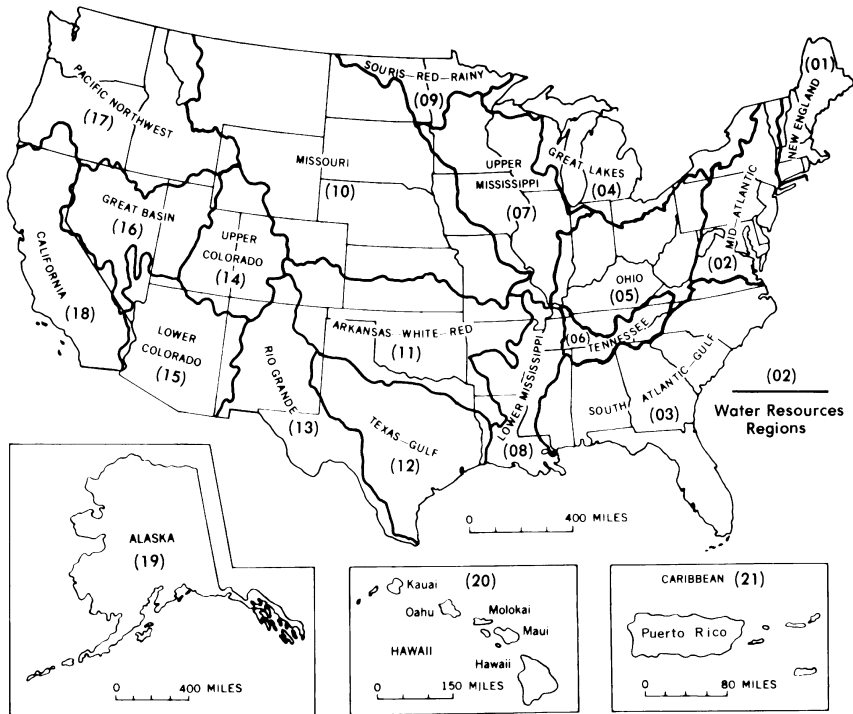 (01)
NEW ENGLAND
SOURIS-RED-RAINY
(09)
PACIFIC NORTHWEST
(17)
MISSOURI
(10)
UPPER
MISSISSIPPI
(07)
GREAT LAKES
(04)
MID-ATLANTIC
(02)
GREAT BASIN
(16)
UPPER
COLORADO
(14)
OHIO
(05)
CALIFORNIA
(18)
LOWER
COLORADO
(15)
ARKANSAS-WHITE-RED
(11)
(06)
TENNESSEE
RIO GRANDE
(13)
LOWER MISSISSIPPI
(08)
SOUTH ATLANTIC-GULF
(03)
TEXAS-GULF
(12)
(02)
Water Resources
Regions
0 400 MILES
ALASKA
(19)
0 400 MILES
(20)
Kauai
Oahu
Molokai
Maui
HAWAII
Hawaii
0 150 MILES
CARIBBEAN (21)
Puerto Rico
0 80 MILES